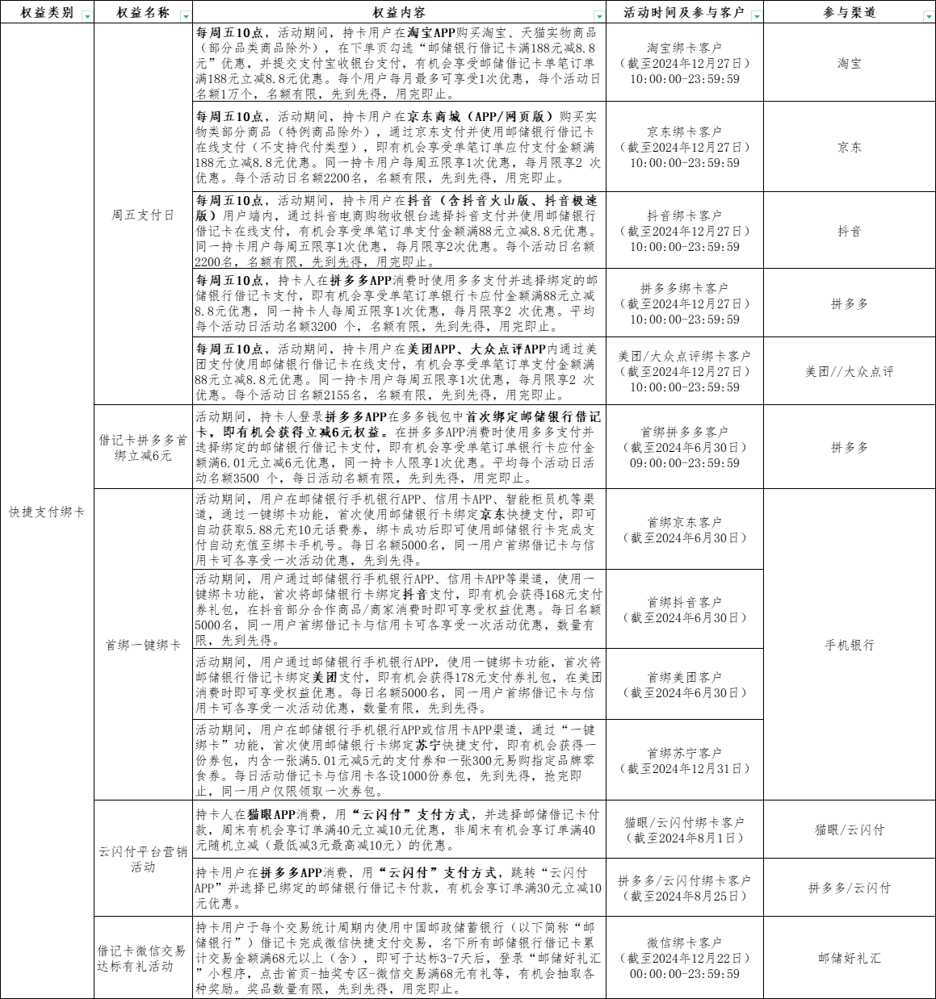 权益类别
权益名称
权益内容
活动时间及参与客户
参与渠道
快捷支付绑卡
周五支付日
每周五10点，活动期间，持卡用户在淘宝APP购买淘宝、天猫实物商品
（部分品类商品除外），在下单页勾选“邮储银行借记卡满188元减8.8
元”优惠，并提交支付宝收银台支付，有机会享受邮储借记卡单笔订单
满188元立减8.8元优惠。每个用户每月最多可享受1次优惠，每个活动日
名额1万个，名额有限，先到先得，用完即止。
淘宝绑卡客户
（截至2024年12月27日）
10:00:00-23:59:59
淘宝
每周五10点，活动期间，持卡用户在京东商城（APP/网页版）购买实
物类部分商品（特例商品除外），通过京东支付并使用邮储银行借记卡
在线支付（不支持代付类型），即有机会享受单笔订单应付支付金额满
188元立减8.8元优惠。同一持卡用户每周五限享1次优惠，每月限享2 次
优惠。每个活动日名额2200名，名额有限，先到先得，用完即止。
京东绑卡客户
（截至2024年12月27日）
10:00:00-23:59:59
京东
每周五10点，活动期间，持卡用户在抖音（含抖音火山版、抖音极速
版）用户端内，通过抖音电商购物收银台选择抖音支付并使用邮储银行
借记卡在线支付，有机会享受单笔订单支付金额满88元立减8.8元优惠。
同一持卡用户每周五限享1次优惠，每月限享2次优惠。每个活动日名额
2200名，名额有限，先到先得，用完即止。
抖音绑卡客户
（截至2024年12月27日）
10:00:00-23:59:59
抖音
每周五10点，持卡人在拼多多APP消费时使用多多支付并选择绑定的邮
储银行借记卡支付，即有机会享受单笔订单银行卡应付金额满88元立减
8.8元优惠，同一持卡人每周五限享1次优惠，每月限享2 次优惠。平均
每个活动日活动名额3200 个，名额有限，先到先得，用完即止。
拼多多绑卡客户
（截至2024年12月27日）
10:00:00-23:59:59
拼多多
每周五10点，活动期间，持卡用户在美团APP、大众点评APP内通过美
团支付使用邮储银行借记卡在线支付，有机会享受单笔订单支付金额满
88元立减8.8元优惠。同一持卡用户每周五限享1次优惠，每月限享2 次
优惠。每个活动日名额2155名，名额有限，先到先得，用完即止。
美团/大众点评绑卡客户
（截至2024年12月27日）
10:00:00-23:59:59
美团//大众点评
借记卡拼多多首
绑立减6元
活动期间，持卡人登录拼多多APP在多多钱包中首次绑定邮储银行借记
卡，即有机会获得立减6元权益。在拼多多APP消费时使用多多支付并
选择绑定的邮储银行借记卡支付，即有机会享受单笔订单银行卡应付金
额满6.01元立减6元优惠，同一持卡人限享1次优惠。平均每个活动日活
动名额3500 个，每日活动名额有限，先到先得，用完即止。
首绑拼多多客户
（截至2024年6月30日）
09:00:00-23:59:59
拼多多
首绑一键绑卡
活动期间，用户在邮储银行手机银行APP、信用卡APP、智能柜员机等渠
道，通过一键绑卡功能，首次使用邮储银行卡绑定京东快捷支付，即可
自动获取5.88元充10元话费券，绑卡成功后即可使用邮储银行卡完成支
付自动充值至绑卡手机号。每日名额5000名，同一用户首绑借记卡与信
用卡可各享受一次活动优惠，先到先得。
首绑京东客户
（截至2024年6月30日）
手机银行
活动期间，用户通过邮储银行手机银行APP、信用卡APP等渠道，使用一
键绑卡功能，首次将邮储银行卡绑定抖音支付，即有机会获得168元支付
券礼包，在抖音部分合作商品/商家消费时即可享受权益优惠。每日名额
5000名，同一用户首绑借记卡与信用卡可各享受一次活动优惠，数量有
限，先到先得。
首绑抖音客户
（截至2024年6月30日）
活动期间，用户通过邮储银行手机银行APP，使用一键绑卡功能，首次将
邮储银行借记卡绑定美团支付，即有机会获得178元支付券礼包，在美团
消费时即可享受权益优惠。每日名额5000名，同一用户首绑借记卡与信
用卡可各享受一次活动优惠，数量有限，先到先得。
首绑美团客户
（截至2024年6月30日）
活动期间，用户在邮储银行手机银行APP或信用卡APP渠道，通过“一键
绑卡”功能，首次使用邮储银行卡绑定苏宁快捷支付，即有机会获得一
份券包，内含一张满5.01元减5元的支付券和一张300元易购指定品牌零
食券。每日活动借记卡与信用卡各设1000份券包，先到先得，抢完即
止，同一用户仅限领取一次券包。
首绑苏宁客户
（截至2024年12月31日）
云闪付平台营销
活动
持卡人在猫眼APP消费，用“云闪付”支付方式，并选择邮储借记卡付
款，周末有机会享订单满40元立减10元优惠，非周末有机会享订单满40
元随机立减（最低减3元最高减10元）的优惠。
猫眼/云闪付绑卡客户
（截至2024年8月1日）
猫眼/云闪付
持卡用户在拼多多APP消费，用“云闪付”支付方式，跳转“云闪付
APP”并选择已绑定的邮储银行借记卡付款，有机会享订单满30元立减10
元优惠。
拼多多/云闪付绑卡客户
（截至2024年8月25日）
拼多多/云闪付
借记卡微信交易
达标有礼活动
持卡用户于每个交易统计周期内使用中国邮政储蓄银行（以下简称“邮
储银行”）借记卡完成微信快捷支付交易，名下所有邮储银行借记卡累
计交易金额满68元以上（含），即可于达标3-7天后，登录“邮储好礼汇
”小程序，点击首页-抽奖专区-微信交易满68元有礼等，有机会抽取各
种奖励。奖品数量有限，先到先得，用完即止。
微信绑卡客户
（截至2024年12月22日）
00:00:00-23:59:59
邮储好礼汇